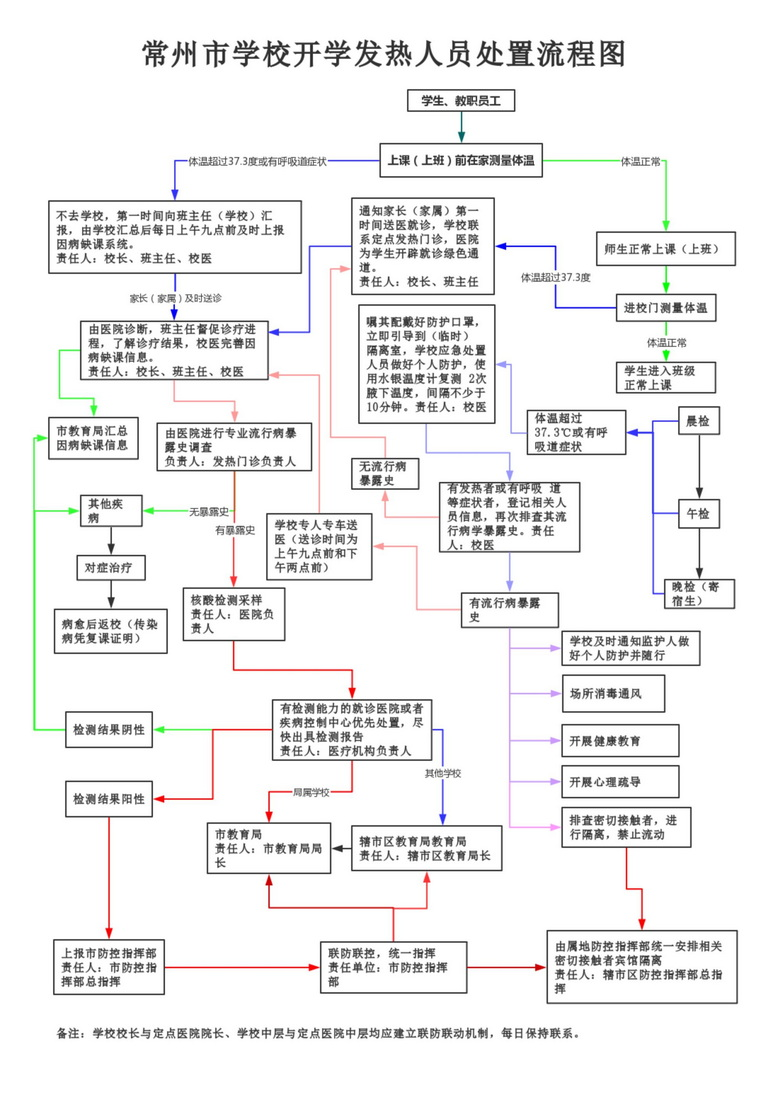 常州市学校开学发热人员处置流程图
学生、教职员工
上课（上班）前在家测量体温
体温超过37.3度或有呼吸道症状
体温正常
不去学校，第一时间向班主任（学校）汇
报，由学校汇总后每日上午九点前及时上报
因病缺课系统。
责任人：校长、班主任、校医
通知家长（家属）第一
时间送医就诊，学校联
系定点发热门诊，医院
为学生开辟就诊绿色通
道。
责任人：校长、班主任
师生正常上课（上班）
体温超过37.3度
进校门测量体温
家长（家属）及时送诊
体温正常
由医院诊断，班主任督促诊疗进
程，了解诊疗结果，校医完善因
病缺课信息。
责任人：校长、班主任、校医
嘱其配戴好防护口罩，
立即引导到（临时）
隔离室，学校应急处置
人员做好个人防护，使
用水银温度计复测 2次
腋下温度，间隔不少于
10分钟。责任人：校医
学生进入班级
正常上课
市教育局汇总
因病缺课信息
由医院进行专业流行病暴
露史调查
负责人：发热门诊负责人
体温超过
37.3℃或有呼
吸道症状
晨检
无流行病
暴露史
有发热者或有呼吸 道
等症状者，登记相关人
员信息，再次排查其流
行病学暴露史。责任
人：校医
其他疾
病
无暴露史
有暴露史
学校专人专车送
医（送诊时间为
上午九点前和下
午两点前）
午检
对症治疗
核酸检测采样
责任人：医院负
责人
有流行病暴露
史
晚检（寄
宿生）
病愈后返校（传染
病凭复课证明）
学校及时通知监护人做
好个人防护并随行
场所消毒通风
检测结果阴性
有检测能力的就诊医院或者
疾病控制中心优先处置，尽
快出具检测报告
责任人：医疗机构负责人
开展健康教育
其他学校
开展心理疏导
检测结果阳性
局属学校
排查密切接触者，进
行隔离，禁止流动
市教育局
责任人：市教育局局
长
辖市区教育局教育局
责任人：辖市区教育局长
上报市防控指挥部
责任人：市防控指
挥部总指挥
联防联控，统一指挥
责任单位：市防控指挥
部
由属地防控指挥部统一安排相关
密切接触者宾馆隔离
责任人：辖市区防控指挥部总指
挥
备注：学校校长与定点医院院长、学校中层与定点医院中层均应建立联防联动机制，每日保持联系。